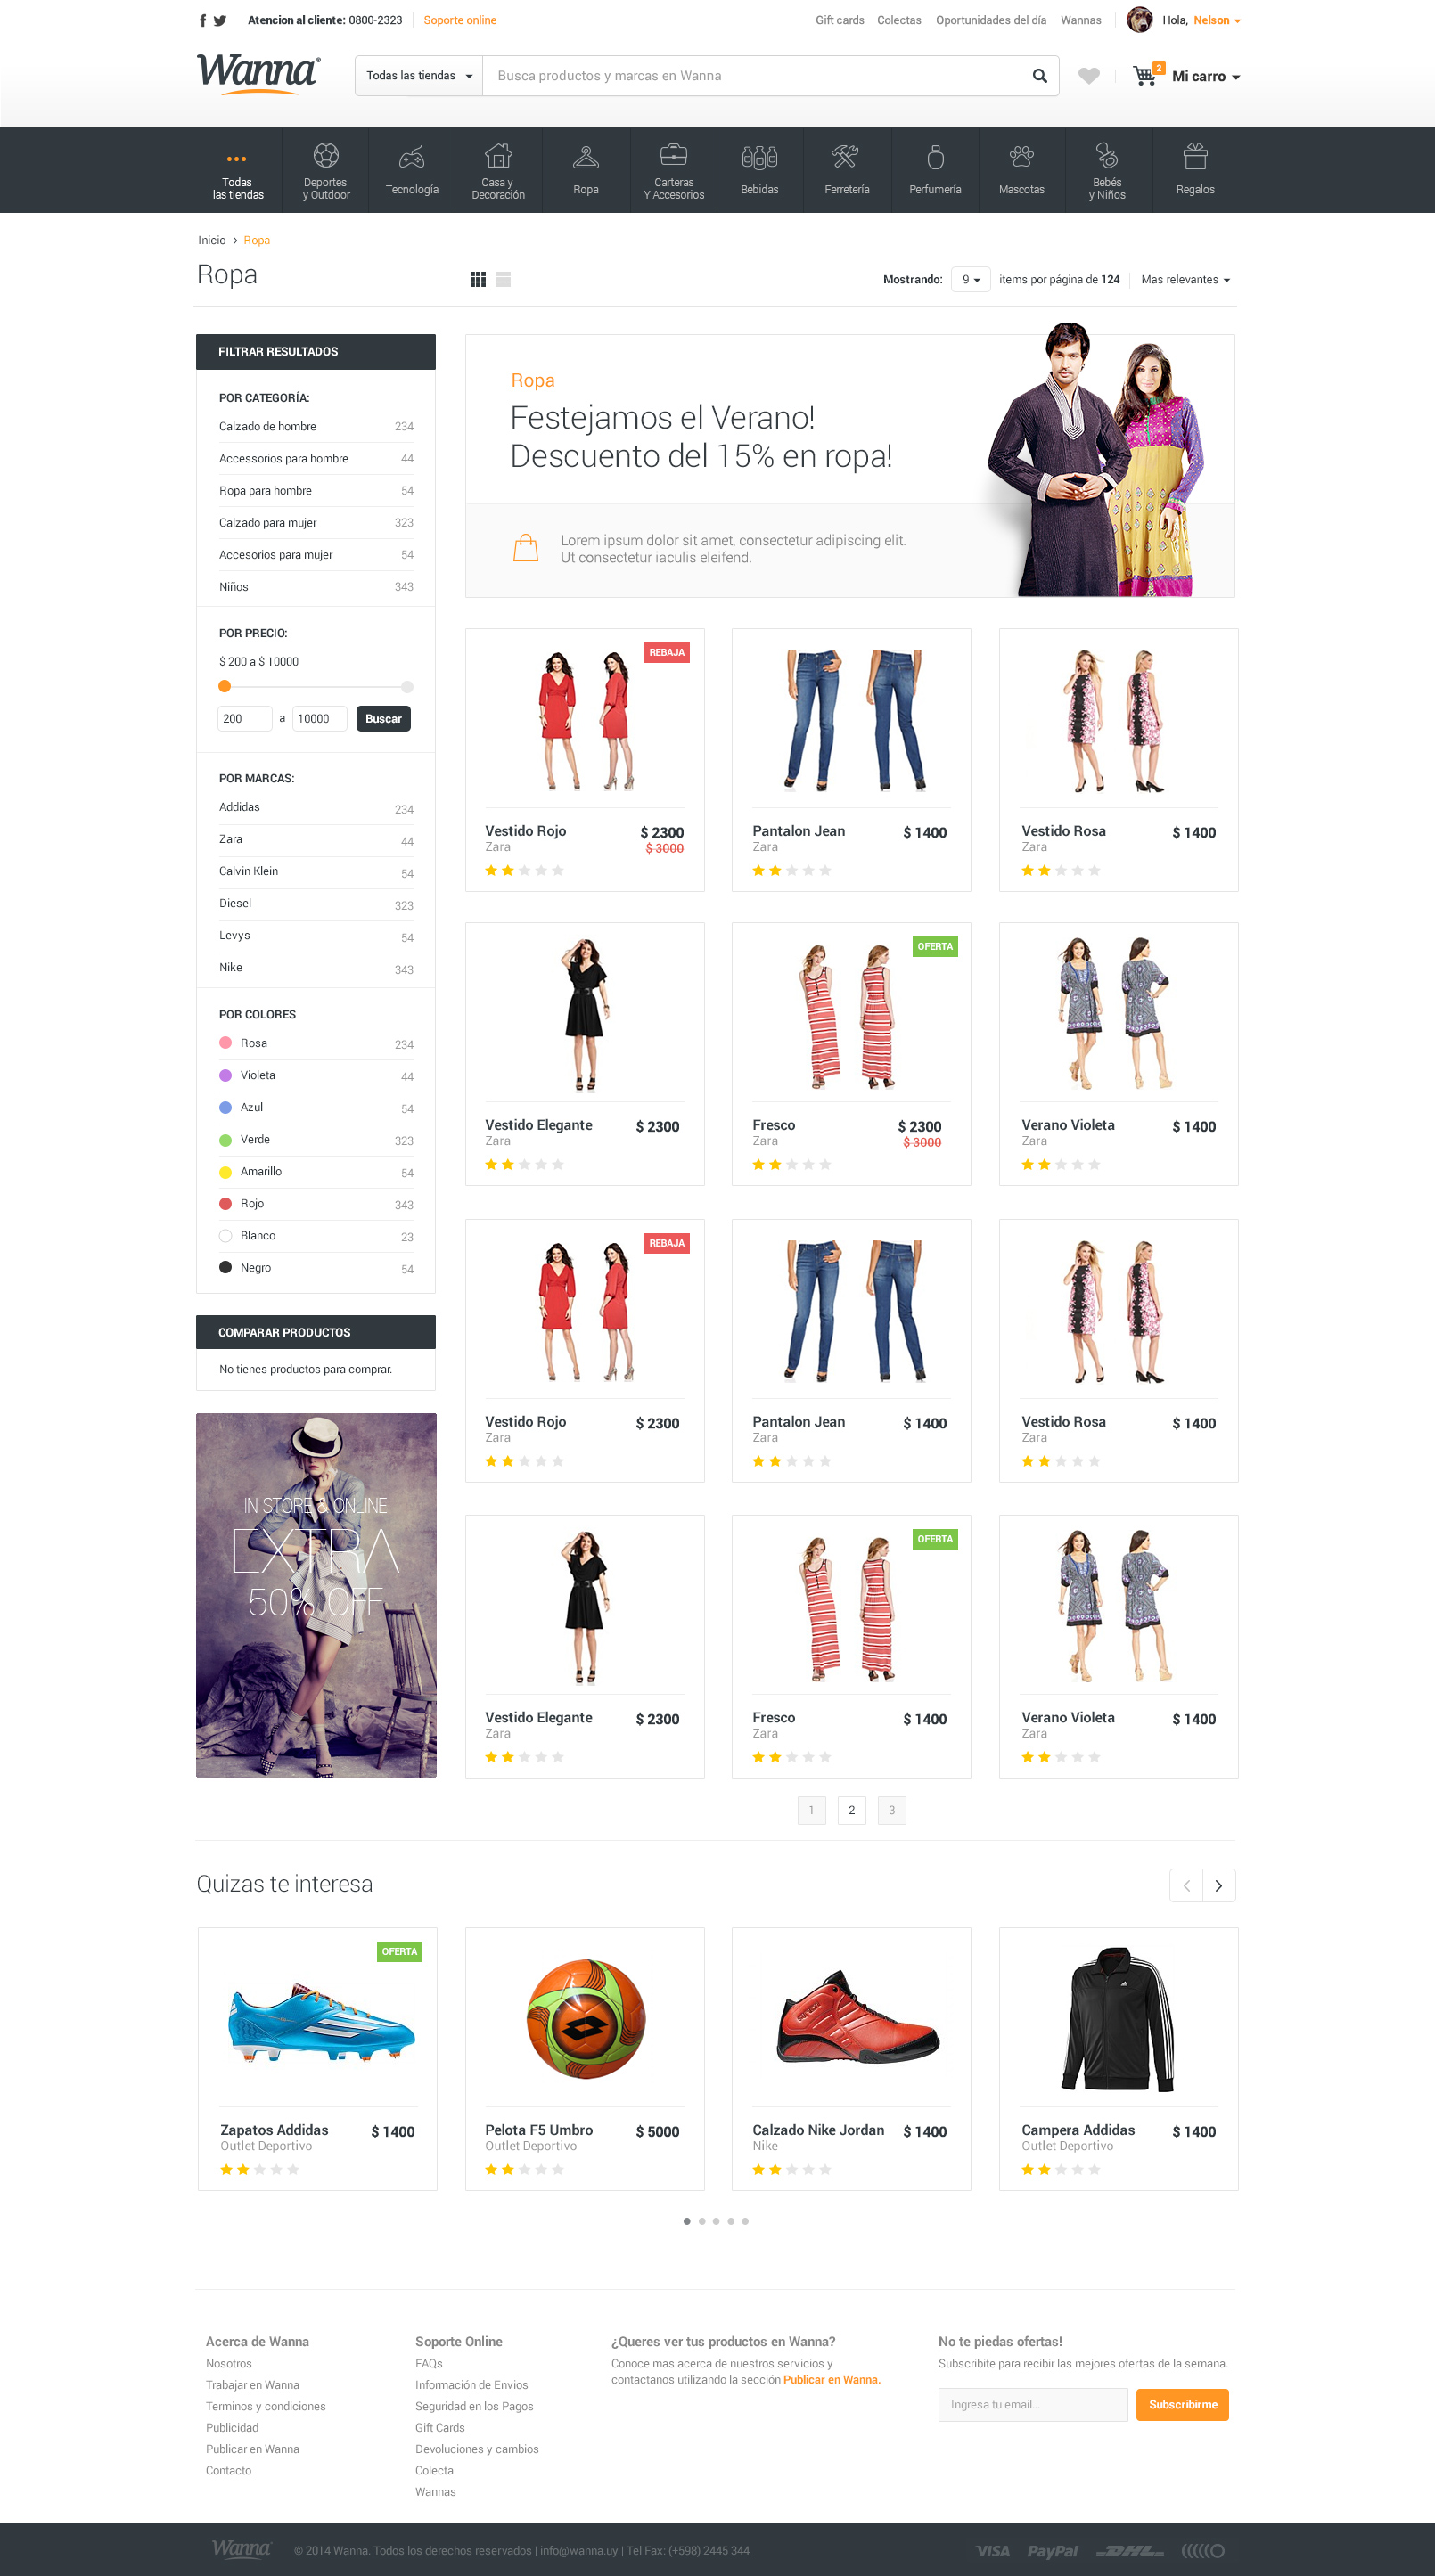 Atencion al cliente: 0800-2323 Soporte online
Gift cards Colectas Oportunidades del día Wannas Hola, Nelson
Wanna®
Todas las tiendas Busca productos y marcas en Wanna
2 Mi carro
Todas
las tiendas
Deportes
y Outdoor
Tecnología
Casa y
Decoración
Ropa
Carteras
Y Accesorios
Bebidas
Ferretería
Perfumería
Mascotas
Bebés
y Niños
Regalos
Inicio > Ropa
Ropa
Mostrando: 9 items por página de 124 Mas relevantes
FILTRAR RESULTADOS
POR CATEGORÍA:
Calzado de hombre 234
Accessorios para hombre 44
Ropa para hombre 54
Calzado para mujer 323
Accesorios para mujer 54
Niños 343
POR PRECIO:
$ 200 a $ 10000
200 a 10000 Buscar
POR MARCAS:
Addidas 234
Zara 44
Calvin Klein 54
Diesel 323
Levys 54
Nike 343
POR COLORES
Rosa 234
Violeta 44
Azul 54
Verde 323
Amarillo 54
Rojo 343
Blanco 23
Negro 54
COMPARAR PRODUCTOS
No tienes productos para comprar.
IN STORE & ONLINE
EXTRA
50% OFF
Ropa
Festejamos el Verano!
Descuento del 15% en ropa!
Lorem ipsum dolor sit amet, consectetur adipiscing elit.
Ut consectetur iaculis eleifend.
REBAJA
Vestido Rojo $ 2300
Zara $ 3000
Pantalon Jean $ 1400
Zara
Vestido Rosa $ 1400
Zara
Vestido Elegante $ 2300
Zara
OFERTA
Fresco $ 2300
Zara $ 3000
Verano Violeta $ 1400
Zara
REBAJA
Vestido Rojo $ 2300
Zara
Pantalon Jean $ 1400
Zara
Vestido Rosa $ 1400
Zara
Vestido Elegante $ 2300
Zara
OFERTA
Fresco $ 1400
Zara
Verano Violeta $ 1400
Zara
1 2 3
Quizas te interesa
OFERTA
Zapatos Addidas $ 1400
Outlet Deportivo
Pelota F5 Umbro $ 5000
Outlet Deportivo
Calzado Nike Jordan $ 1400
Nike
adidas
Campera Addidas $ 1400
Outlet Deportivo
Acerca de Wanna
Nosotros
Trabajar en Wanna
Terminos y condiciones
Publicidad
Publicar en Wanna
Contacto
Soporte Online
FAQs
Información de Envios
Seguridad en los Pagos
Gift Cards
Devoluciones y cambios
Colecta
Wannas
¿Queres ver tus productos en Wanna?
Conoce mas acerca de nuestros servicios y
contactanos utilizando la sección Publicar en Wanna.
No te piedas ofertas!
Subscribite para recibir las mejores ofertas de la semana.
Ingresa tu email... Subscribirme
Wanna © 2014 Wanna. Todos los derechos reservados | info@wanna.uy | Tel Fax: (+598) 2445 344
VISA PayPal DHL